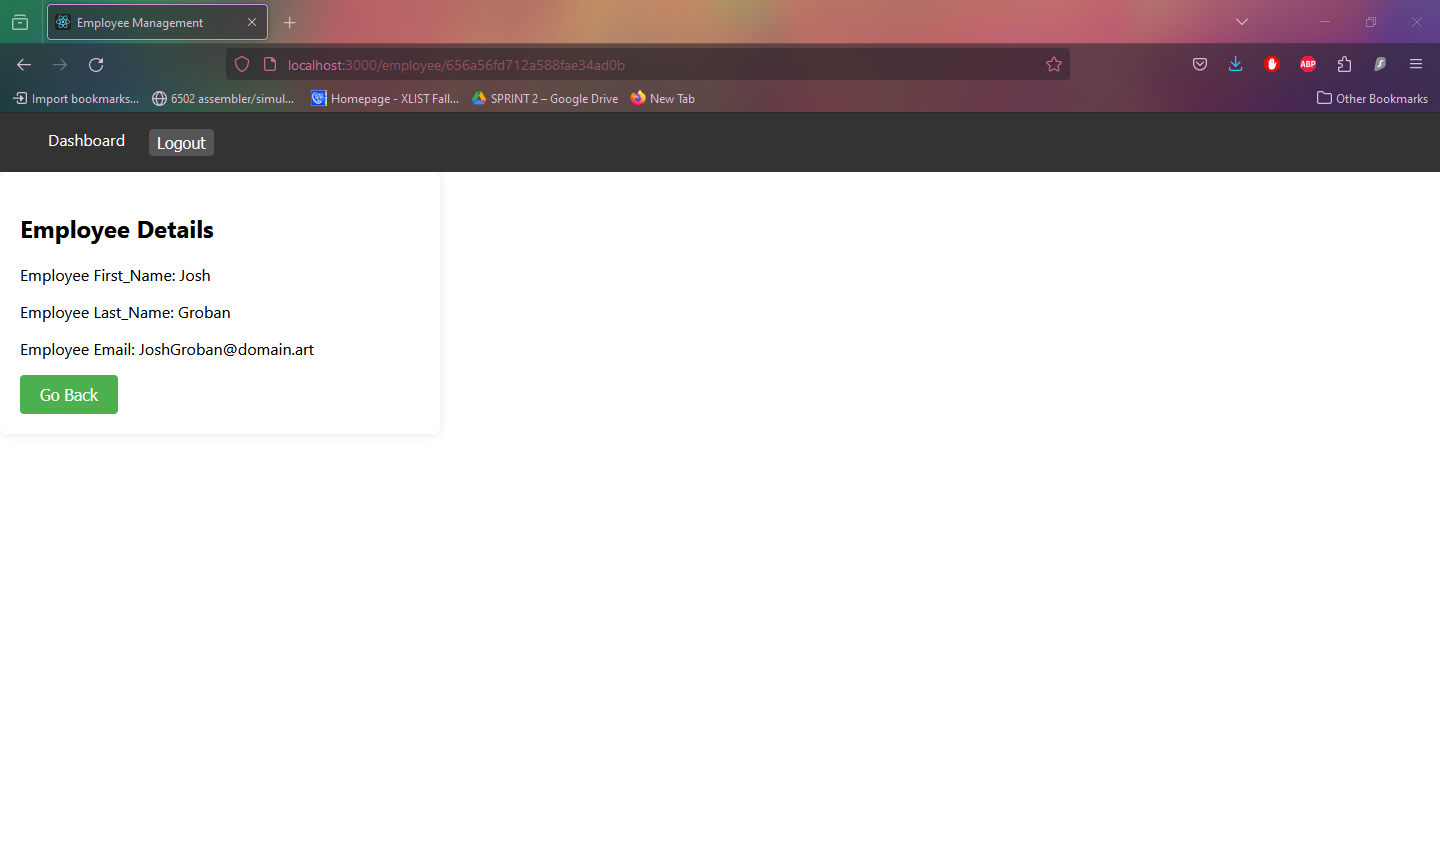 Employee Management
localhost:3000/employee/656a56fd712a588fae34ad0b
ABP
Import bookmarks...
6502 assembler/simul...
Homepage - XLIST Fall...
SPRINT 2 – Google Drive
New Tab
Other Bookmarks
Dashboard
Logout
Employee Details
Employee First_Name: Josh
Employee Last_Name: Groban
Employee Email: JoshGroban@domain.art
Go Back